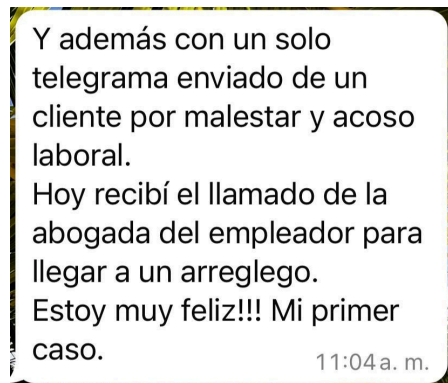 Y además con un solo
telegrama enviado de un
cliente por malestar y acoso
laboral.
Hoy recibí el llamado de la
abogada del empleador para
llegar a un arreglego.
Estoy muy feliz!!! Mi primer
caso.
11:04 a. m.